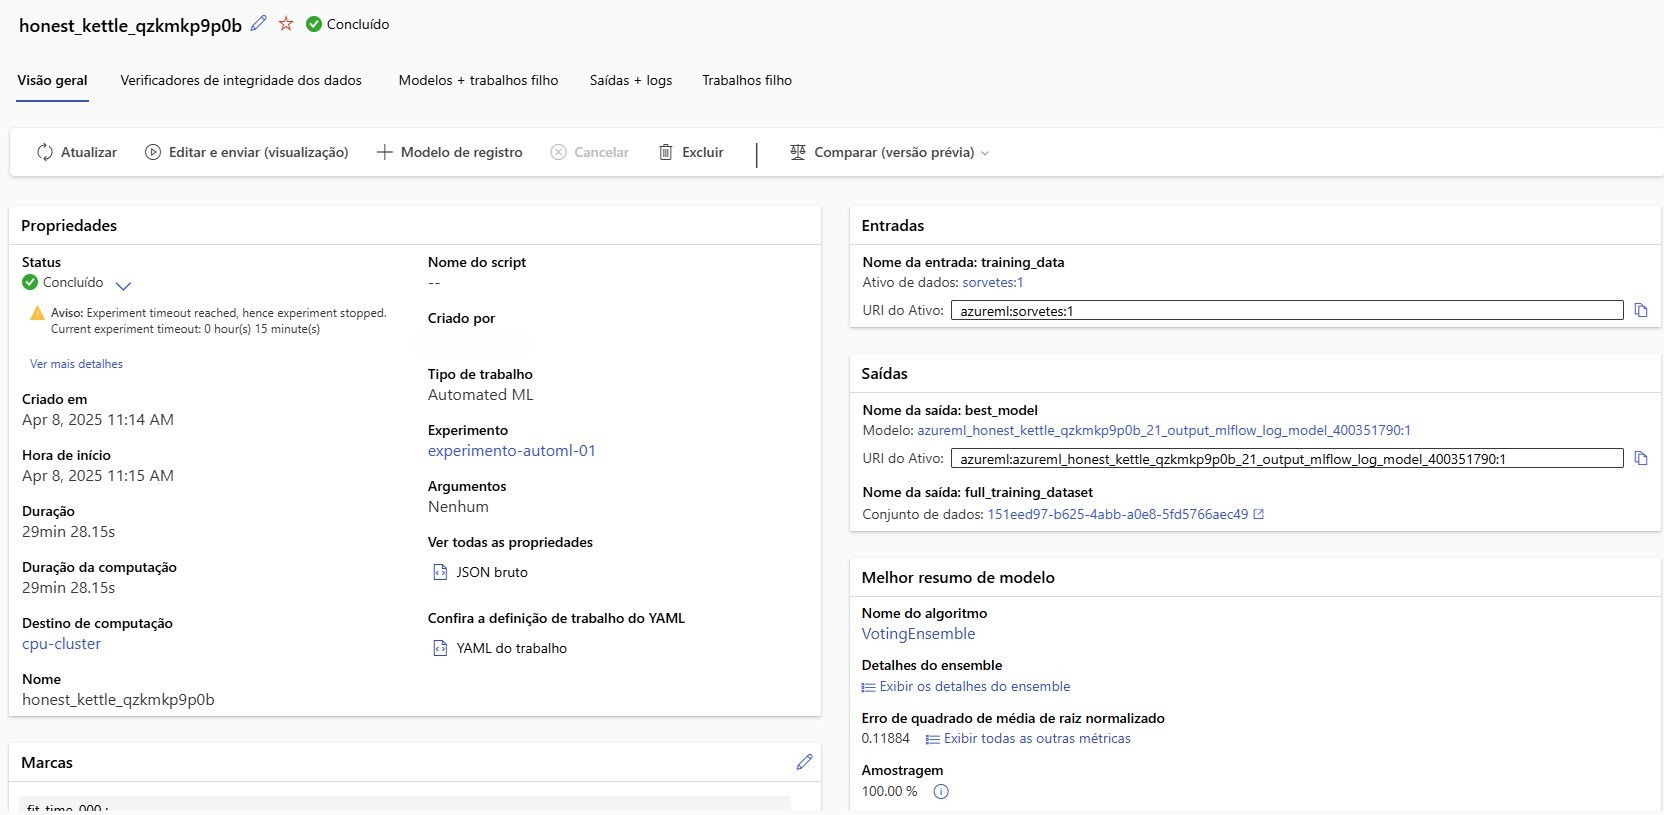 honest_kettle_qzkmkp9p0b Concluído
Visão geral Verificadores de integridade dos dados Modelos + trabalhos filho Saídas + logs Trabalhos filho
Atualizar Editar e enviar (visualização) Modelo de registro Cancelar Excluir Comparar (versão prévia)
Propriedades
Status
Concluído
Aviso: Experiment timeout reached, hence experiment stopped.
Current experiment timeout: 0 hour(s) 15 minute(s)
Ver mais detalhes
Criado em
Apr 8, 2025 11:14 AM
Hora de início
Apr 8, 2025 11:15 AM
Duração
29min 28.15s
Duração da computação
29min 28.15s
Destino de computação
cpu-cluster
Nome
honest_kettle_qzkmkp9p0b
Nome do script
--
Criado por
Tipo de trabalho
Automated ML
Experimento
experimento-automl-01
Argumentos
Nenhum
Ver todas as propriedades
JSON bruto
Confira a definição de trabalho do YAML
YAML do trabalho
Marcas
fit_time_000 :
Entradas
Nome da entrada: training_data
Ativo de dados: sorvetes:1
URI do Ativo: azureml:sorvetes:1
Saídas
Nome da saída: best_model
Modelo: azureml_honest_kettle_qzkmkp9p0b_21_output_mlflow_log_model_400351790:1
URI do Ativo: azureml:azureml_honest_kettle_qzkmkp9p0b_21_output_mlflow_log_model_400351790:1
Nome da saída: full_training_dataset
Conjunto de dados: 151eed97-b625-4abb-a0e8-5fd5766aec49
Melhor resumo de modelo
Nome do algoritmo
VotingEnsemble
Detalhes do ensemble
Exibir os detalhes do ensemble
Erro de quadrado de média de raiz normalizado
0.11884 Exibir todas as outras métricas
Amostragem
100.00 %